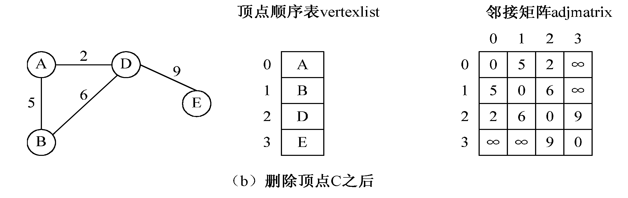 顶点顺序表vertexlist
邻接矩阵adjmatrix
A 2 D 9 E
5 6
B
0 A
1 B
2 D
3 E
0 1 2 3
0 0 5 2 ∞
1 5 0 6 ∞
2 2 6 0 9
3 ∞ ∞ 9 0
（b）删除顶点C之后